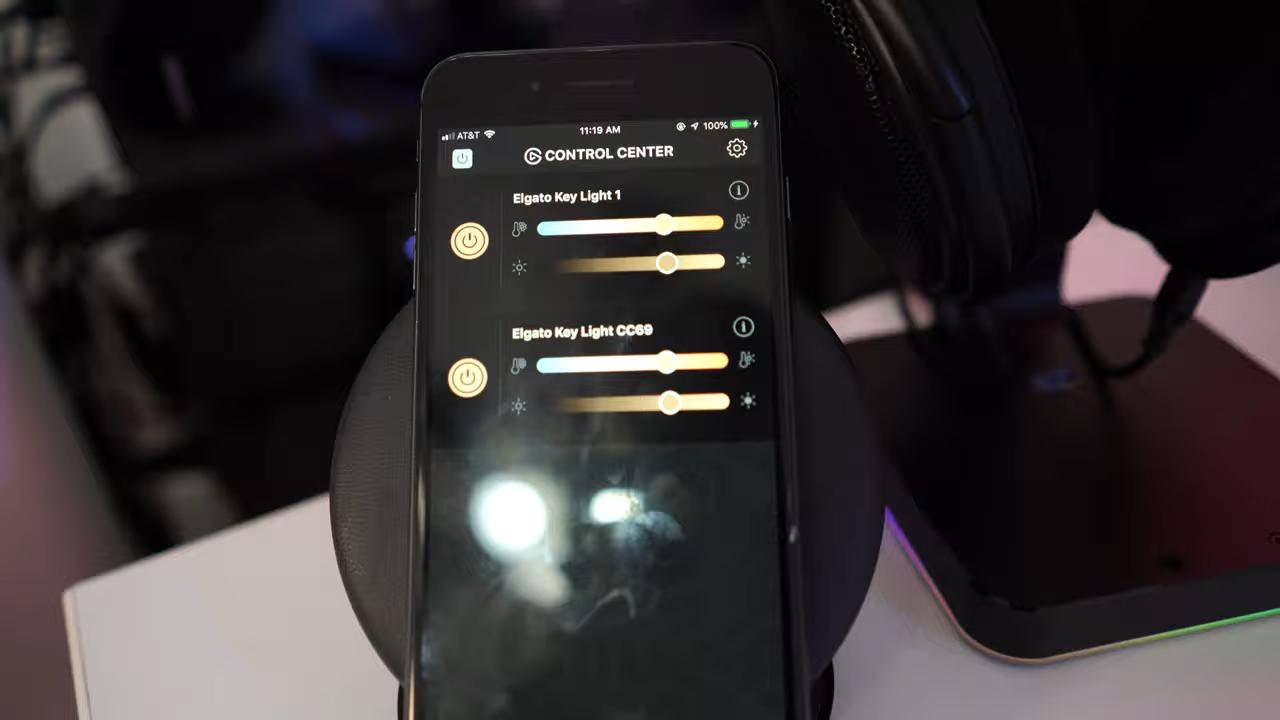 AT&T
11:19 AM
100%
CONTROL CENTER
Elgato Key Light 1
Elgato Key Light CC69